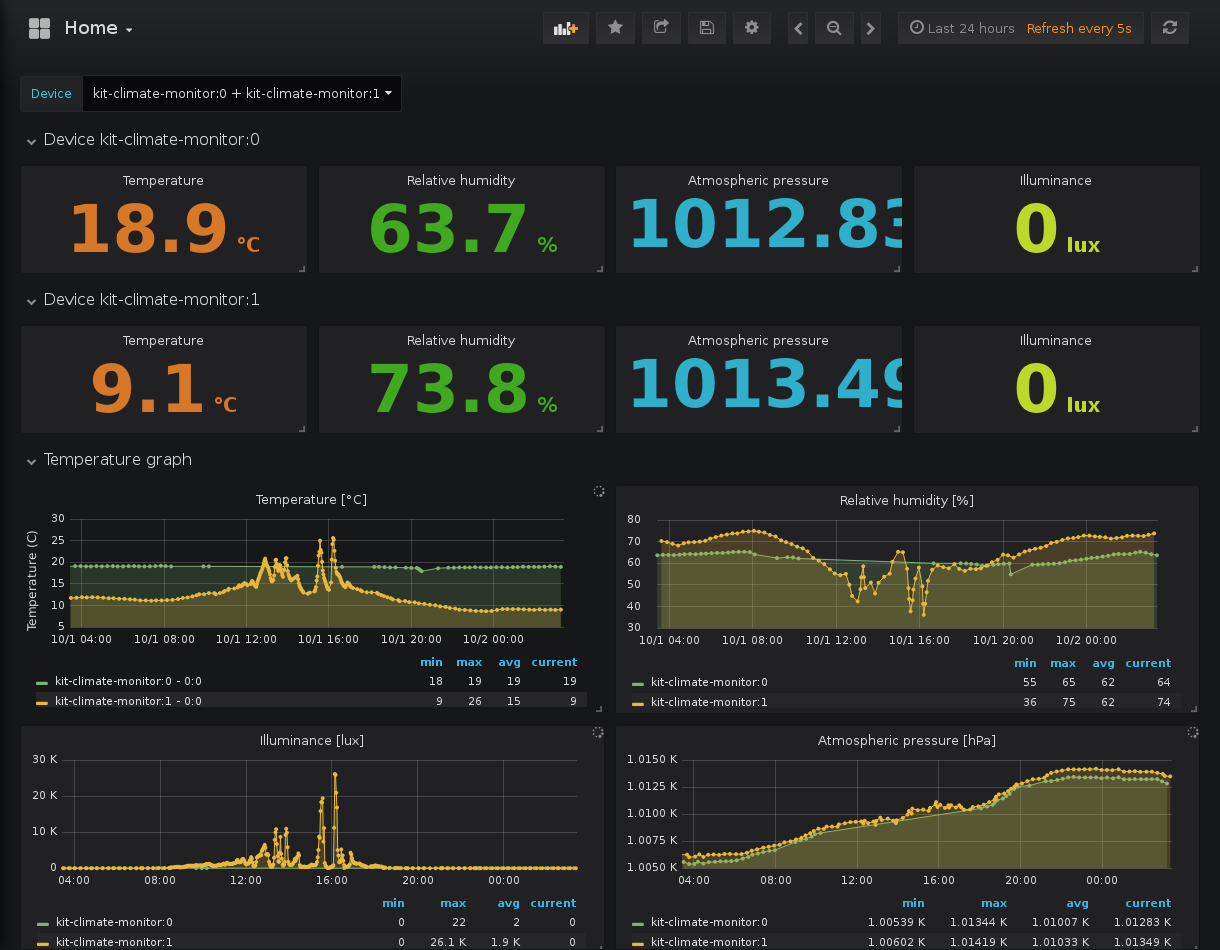 Home
Last 24 hours Refresh every 5s
Device kit-climate-monitor:0 + kit-climate-monitor:1
Device kit-climate-monitor:0
Temperature Relative humidity Atmospheric pressure Illuminance
18.9 °C 63.7 % 1012.83 0 lux
Device kit-climate-monitor:1
Temperature Relative humidity Atmospheric pressure Illuminance
9.1 °C 73.8 % 1013.49 0 lux
Temperature graph
Temperature [°C]
Temperature (C)
30
25
20
15
10
5
10/1 04:00 10/1 08:00 10/1 12:00 10/1 16:00 10/1 20:00 10/2 00:00
min max avg current
kit-climate-monitor:0 - 0:0 18 19 19 19
kit-climate-monitor:1 - 0:0 9 26 15 9
Relative humidity [%]
80
70
60
50
40
30
10/1 04:00 10/1 08:00 10/1 12:00 10/1 16:00 10/1 20:00 10/2 00:00
min max avg current
kit-climate-monitor:0 55 65 62 64
kit-climate-monitor:1 36 75 62 74
Illuminance [lux]
30 K
20 K
10 K
0
04:00 08:00 12:00 16:00 20:00 00:00
min max avg current
kit-climate-monitor:0 0 22 2 0
kit-climate-monitor:1 0 26.1 K 1.9 K 0
Atmospheric pressure [hPa]
1.0150 K
1.0125 K
1.0100 K
1.0075 K
1.0050 K
04:00 08:00 12:00 16:00 20:00 00:00
min max avg current
kit-climate-monitor:0 1.00539 K 1.01344 K 1.01007 K 1.01283 K
kit-climate-monitor:1 1.00602 K 1.01419 K 1.01033 K 1.01349 K